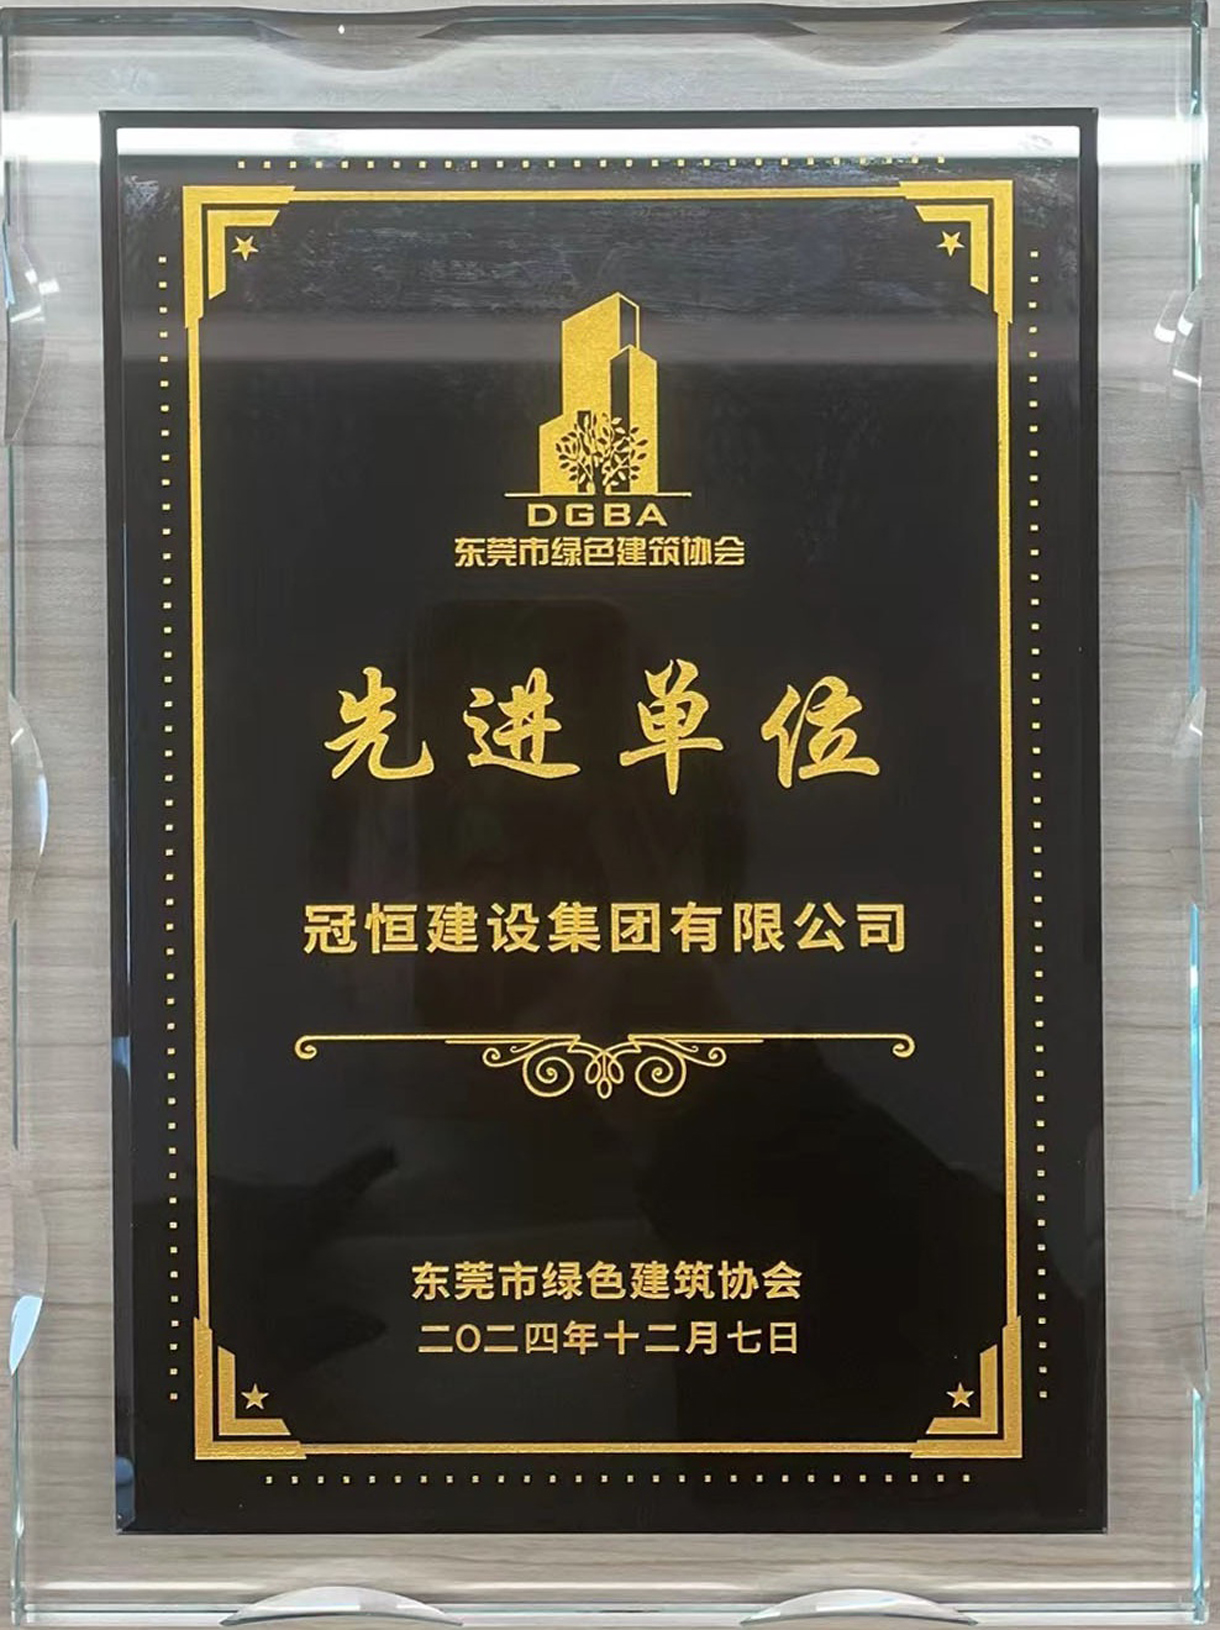 DGBA
东莞市绿色建筑协会
先进单位
冠恒建设集团有限公司
东莞市绿色建筑协会
二〇二四年十二月七日